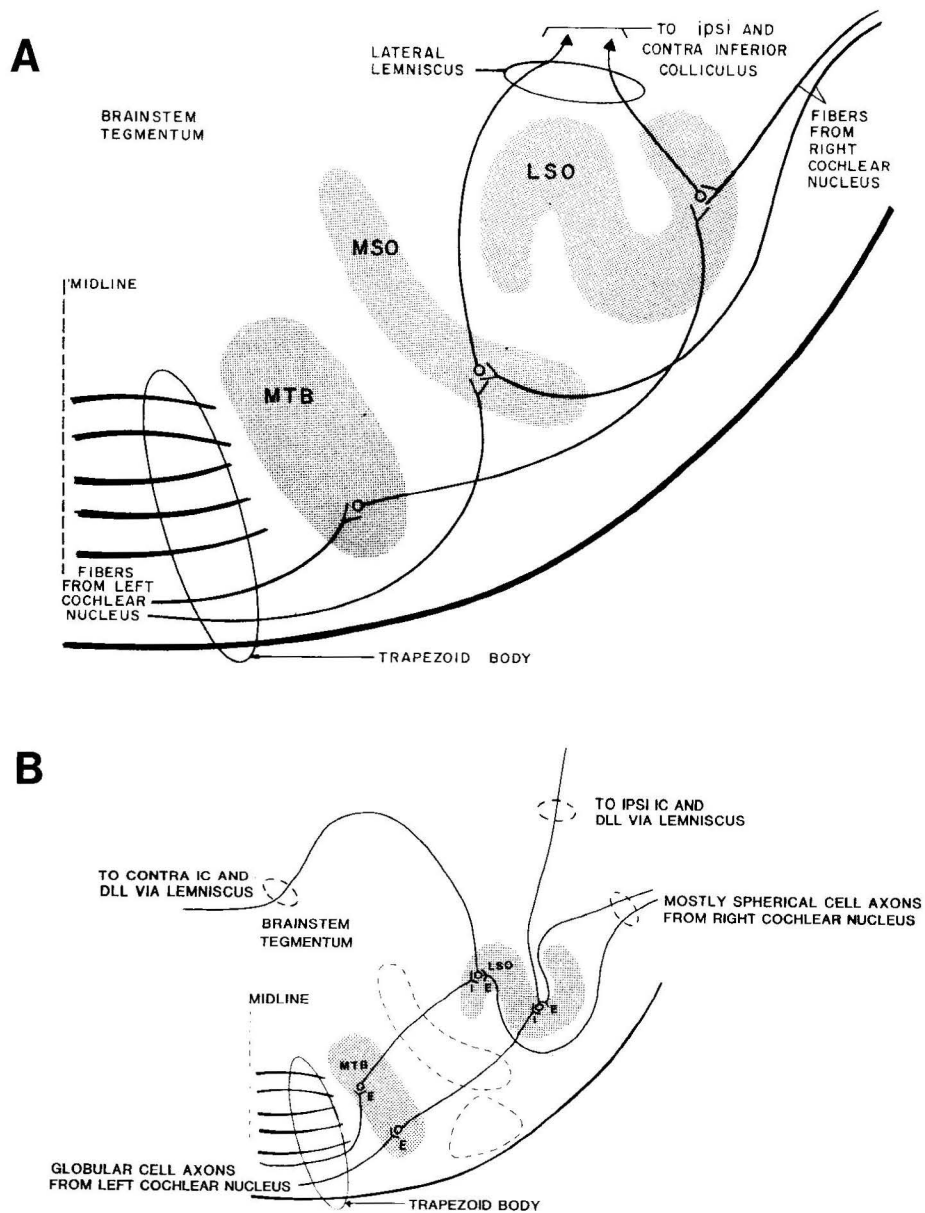 A
LATERAL
LEMNISCUS
TO ipsi AND
CONTRA INFERIOR
COLLICULUS
BRAINSTEM
TEGMENTUM
FIBERS
FROM
RIGHT
COCHLEAR
NUCLEUS
LSO
MSO
MIDLINE
MTB
FIBERS
FROM LEFT
COCHLEAR
NUCLEUS
TRAPEZOID BODY
B
TO IPSI IC AND
DLL VIA LEMNISCUS
TO CONTRA IC AND
DLL VIA LEMNISCUS
MOSTLY SPHERICAL CELL AXONS
FROM RIGHT COCHLEAR NUCLEUS
BRAINSTEM
TEGMENTUM
LSO
I E
E
I
MIDLINE
MTB
E
E
GLOBULAR CELL AXONS
FROM LEFT COCHLEAR NUCLEUS
TRAPEZOID BODY